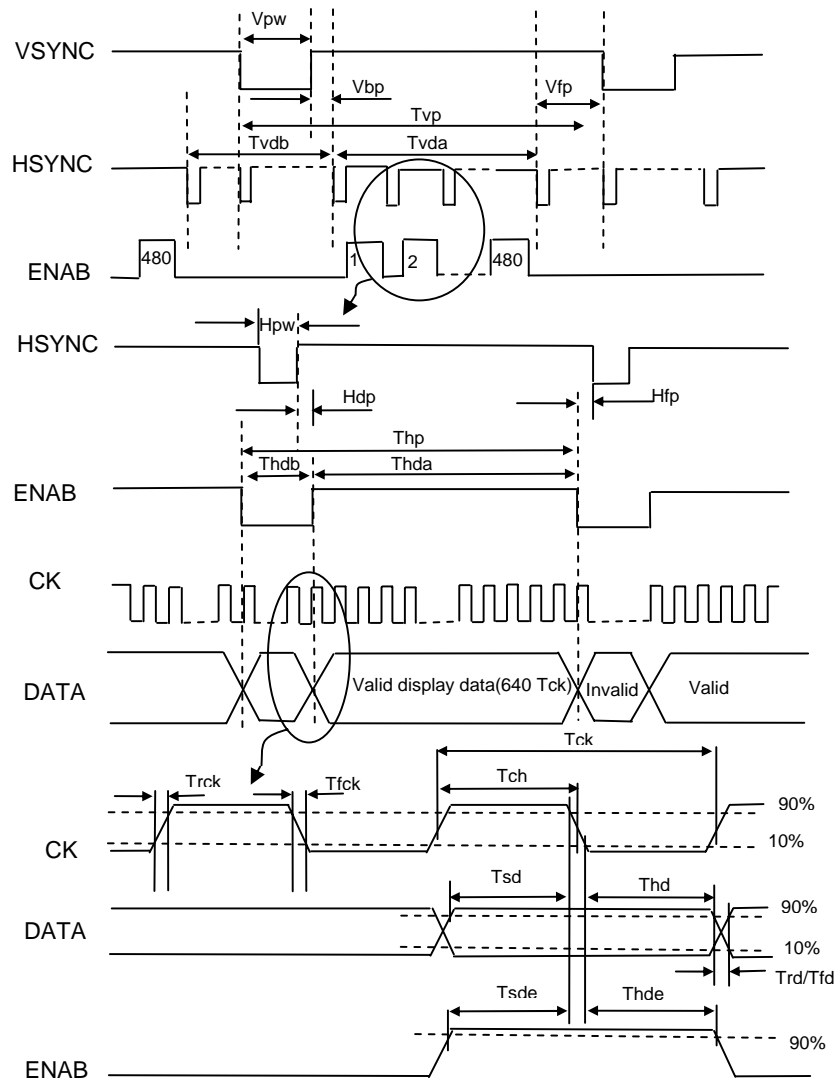 Vpw
VSYNC
Vbp
Vfp
Tvp
Tvdb
Tvda
HSYNC
480
1
2
480
ENAB
Hpw
HSYNC
Hdp
Hfp
Thp
Thdb
Thda
ENAB
CK
DATA
Valid display data(640 Tck)
Invalid
Valid
Tck
Trck
Tfck
Tch
90%
10%
CK
Tsd
Thd
90%
DATA
10%
Trd/Tfd
Tsde
Thde
90%
ENAB